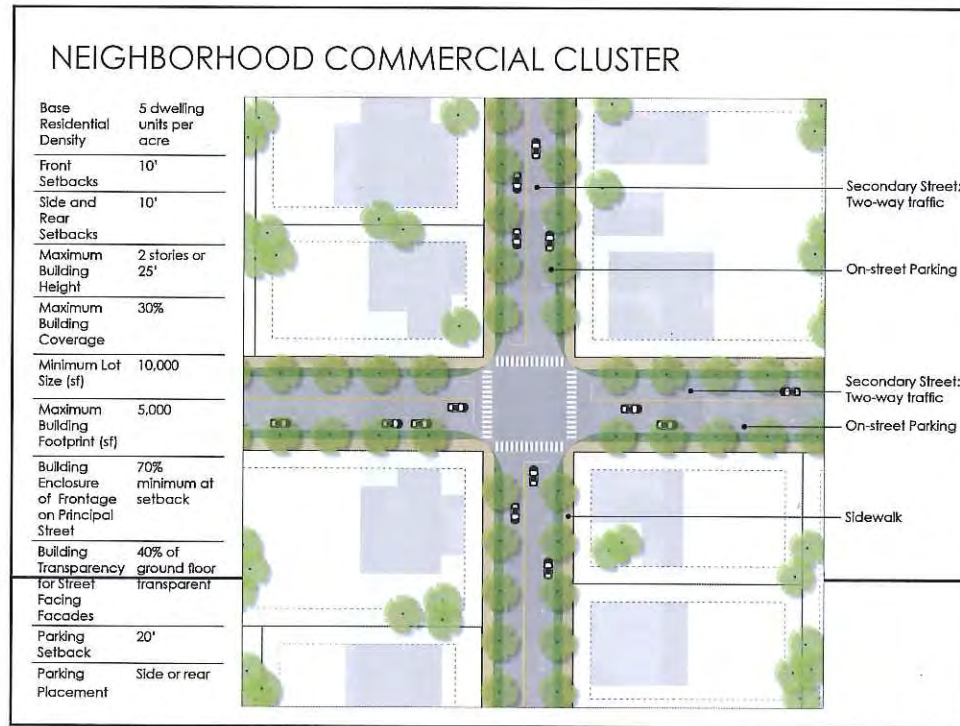 NEIGHBORHOOD COMMERCIAL CLUSTER
Base 5 dwelling
Residential units per
Density acre
Front 10'
Setbacks
Side and 10'
Rear
Setbacks
Maximum 2 stories or
Building 25'
Height
Maximum 30%
Building
Coverage
Minimum Lot 10,000
Size (sf)
Maximum 5,000
Building
Footprint (sf)
Building 70%
Enclosure minimum at
of Frontage setback
on Principal
Street
Building 40% of
Transparency ground floor
for Street transparent
Facing
Facades
Parking 20'
Setback
Parking Side or rear
Placement
Secondary Street:
Two-way traffic
On-street Parking
Secondary Street:
Two-way traffic
On-street Parking
Sidewalk